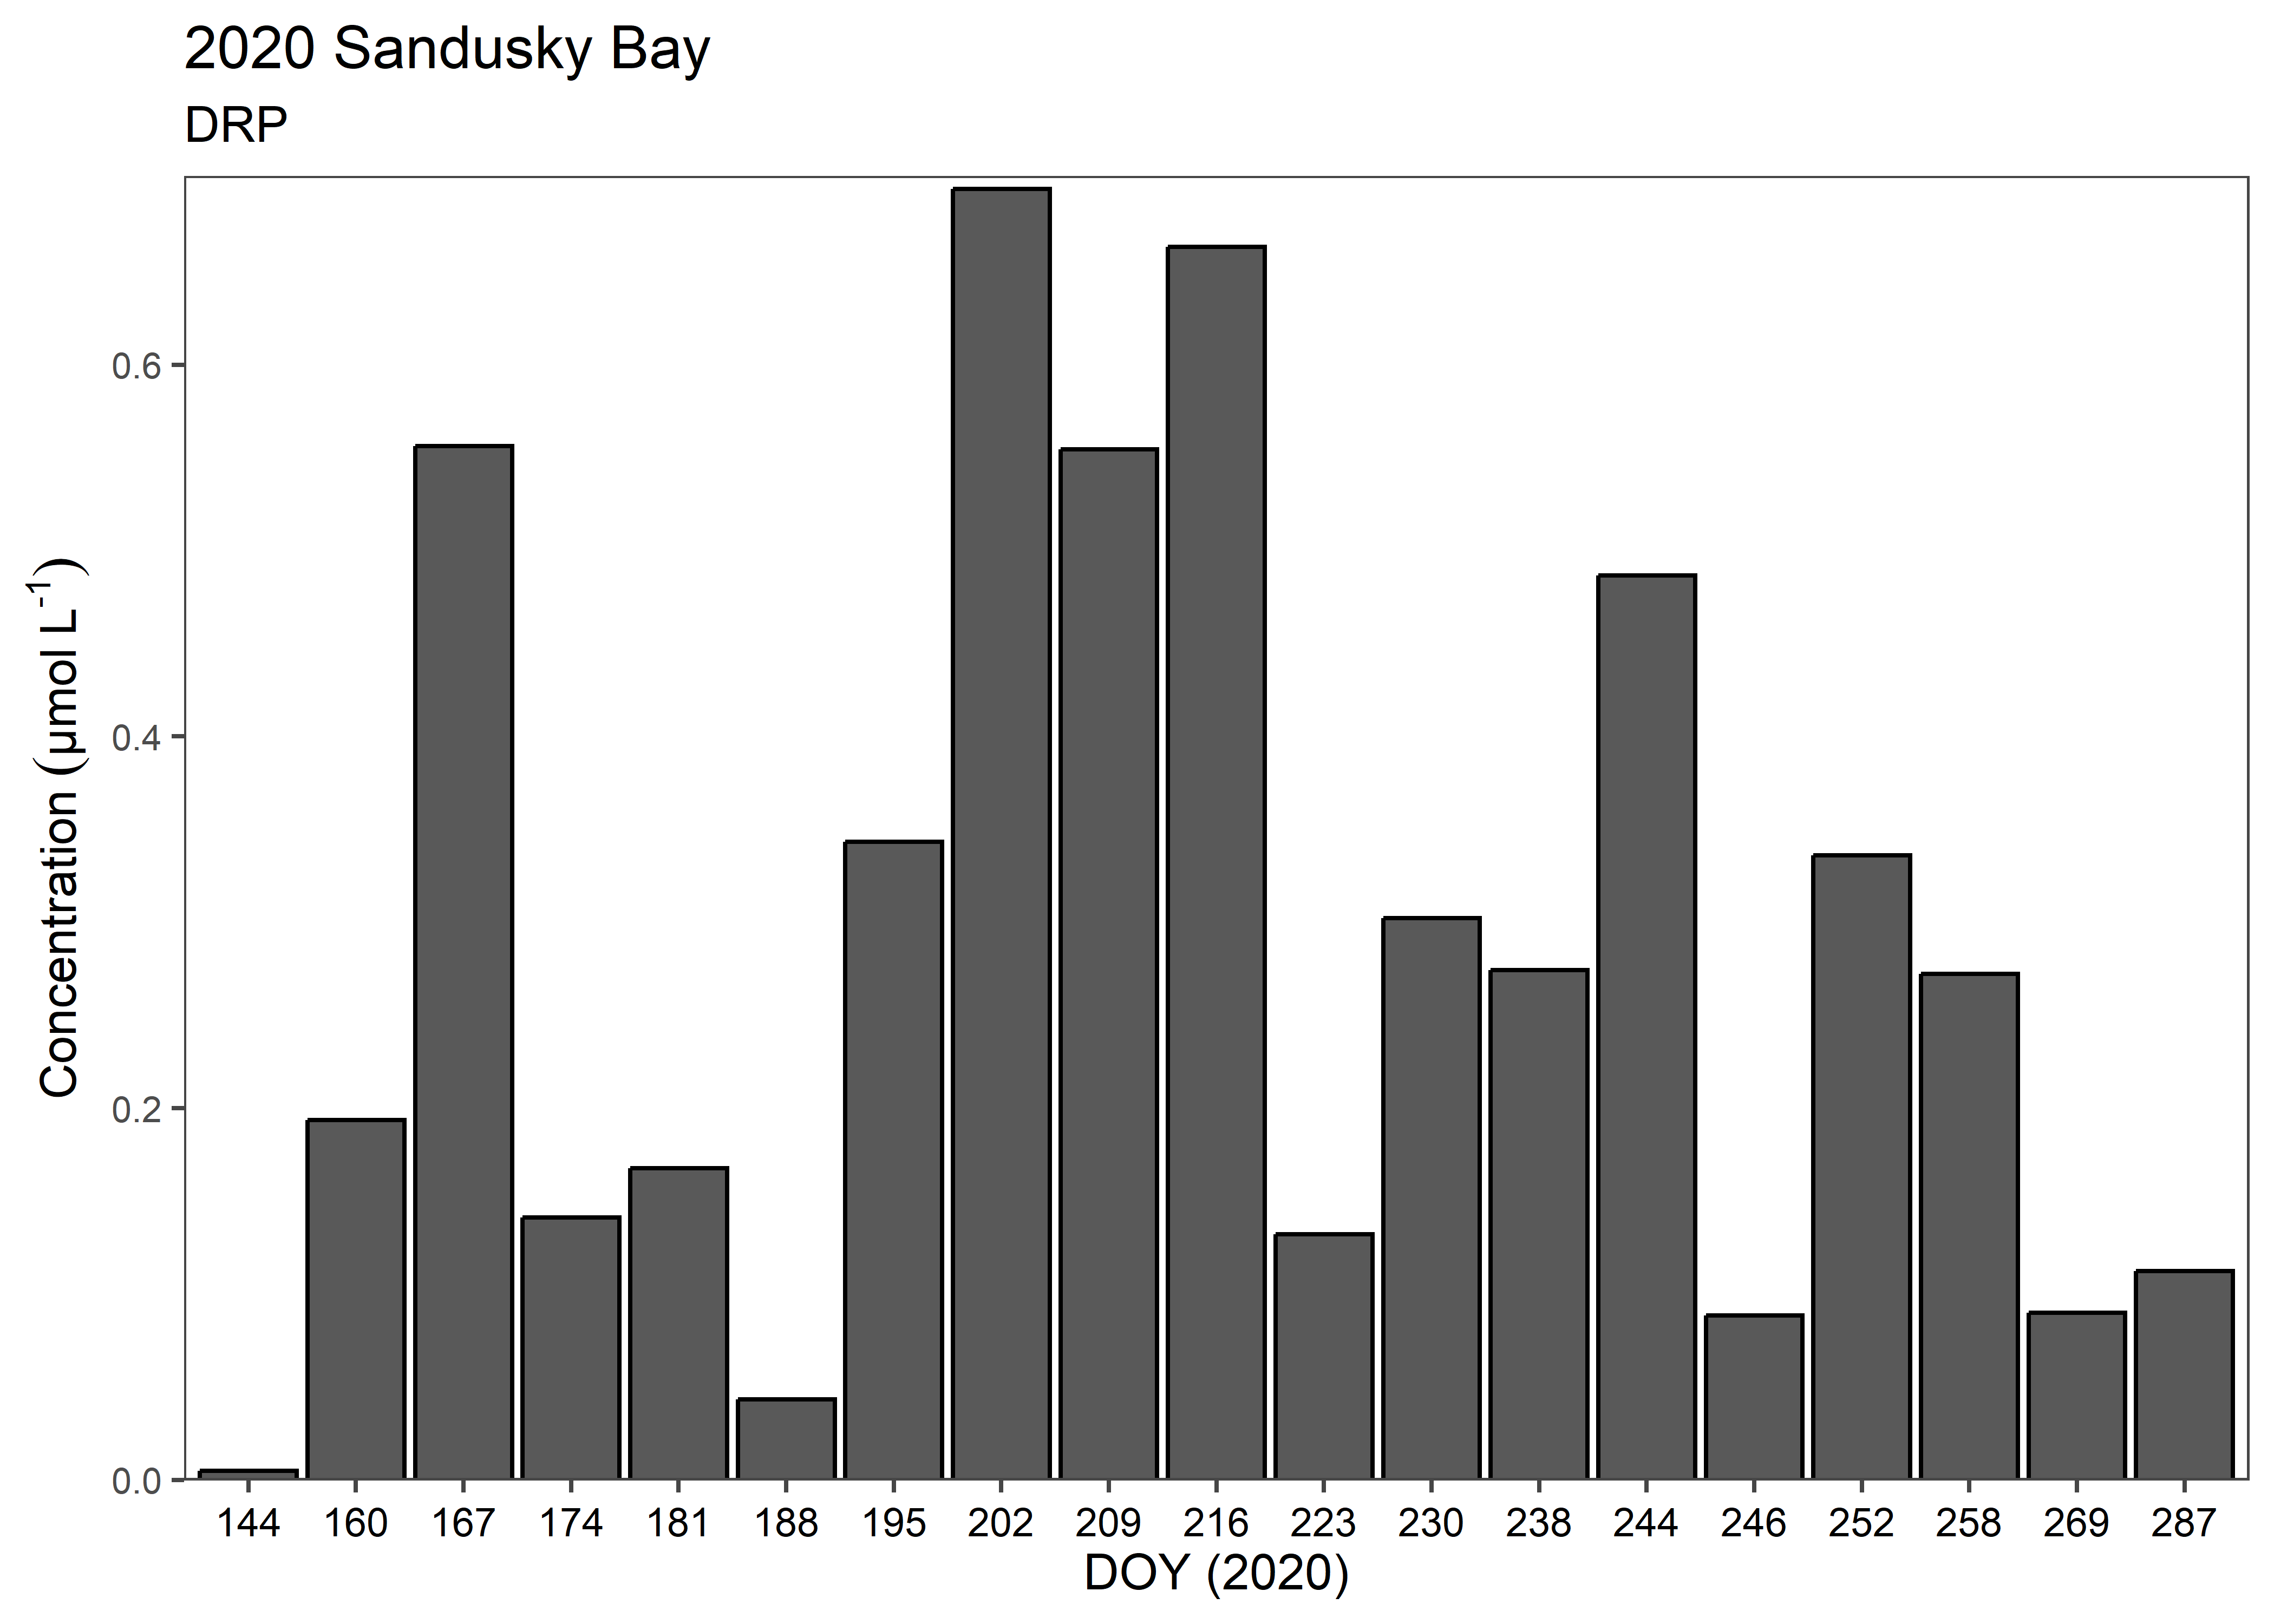 2020 Sandusky Bay
DRP
Concentration (µmol L⁻¹)
0.6
0.4
0.2
0.0
144 160 167 174 181 188 195 202 209 216 223 230 238 244 246 252 258 269 287
DOY (2020)